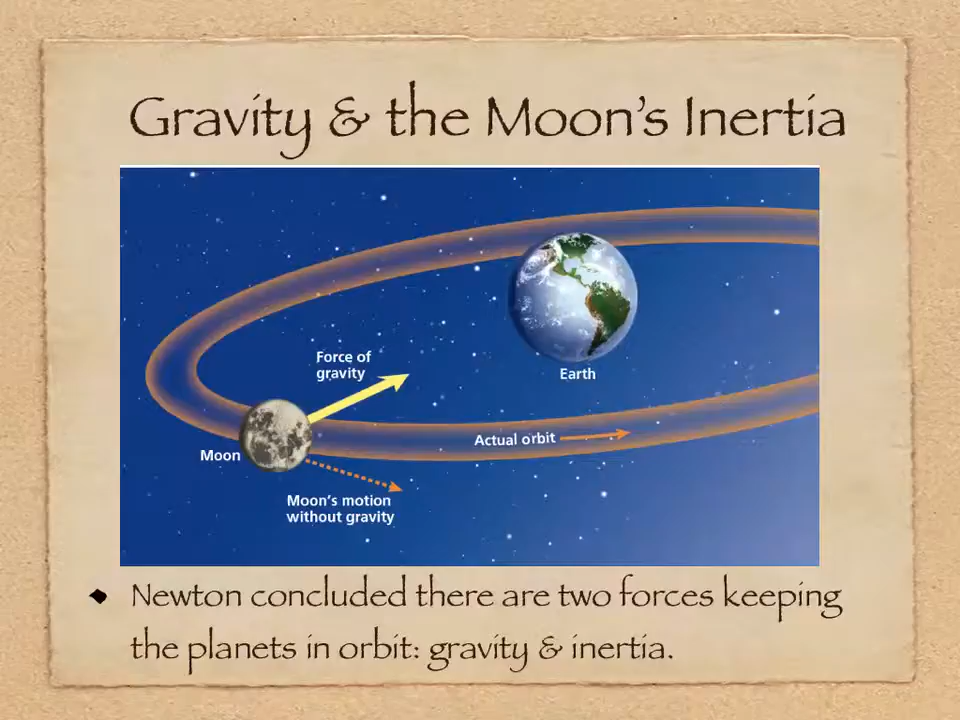 Gravity & the Moon's Inertia
Force of
gravity
Earth
Actual orbit
Moon
Moon's motion
without gravity
Newton concluded there are two forces keeping
the planets in orbit: gravity & inertia.